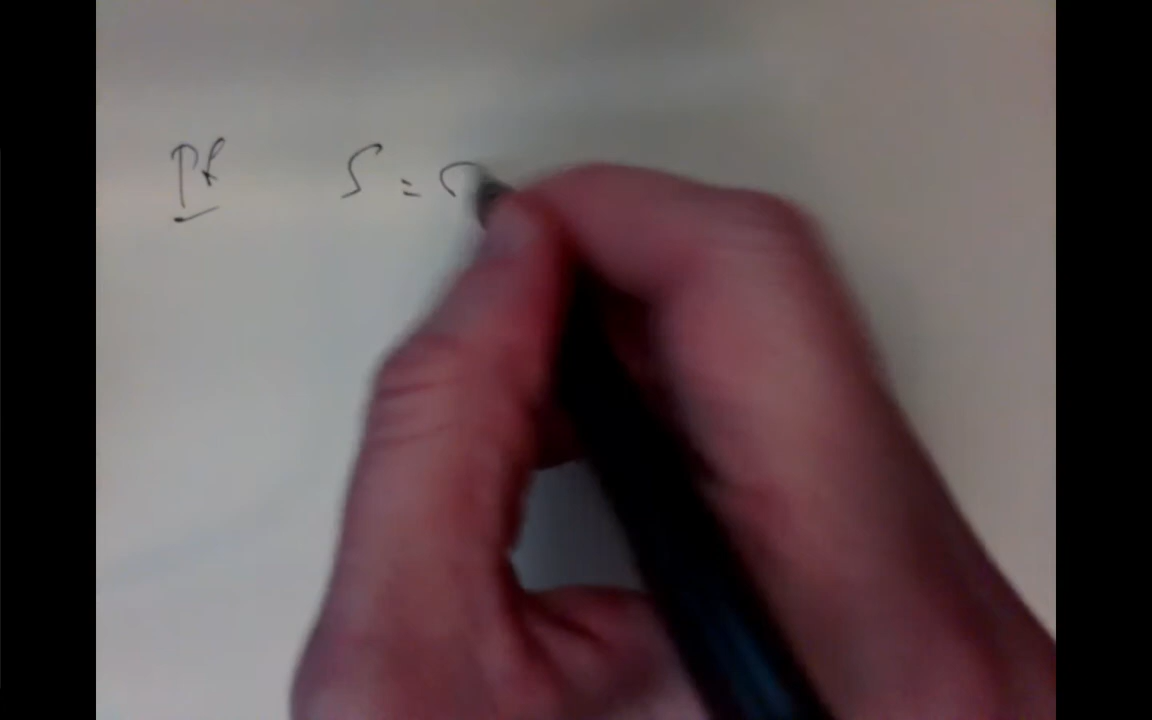 Pf S = a